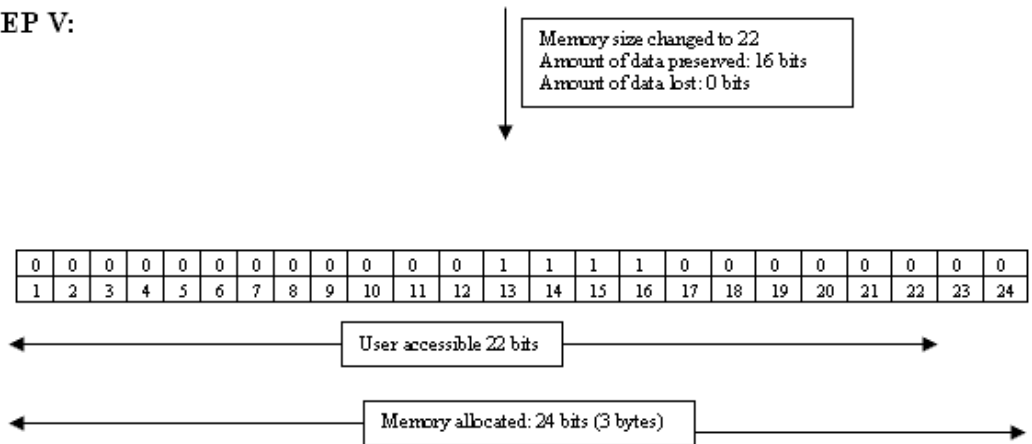 EP V:
Memory size changed to 22
Amount of data preserved: 16 bits
Amount of data lost: 0 bits
0 0 0 0 0 0 0 0 0 0 0 0 1 1 1 1 0 0 0 0 0 0 0 0
1 2 3 4 5 6 7 8 9 10 11 12 13 14 15 16 17 18 19 20 21 22 23 24
User accessible 22 bits
Memory allocated: 24 bits (3 bytes)